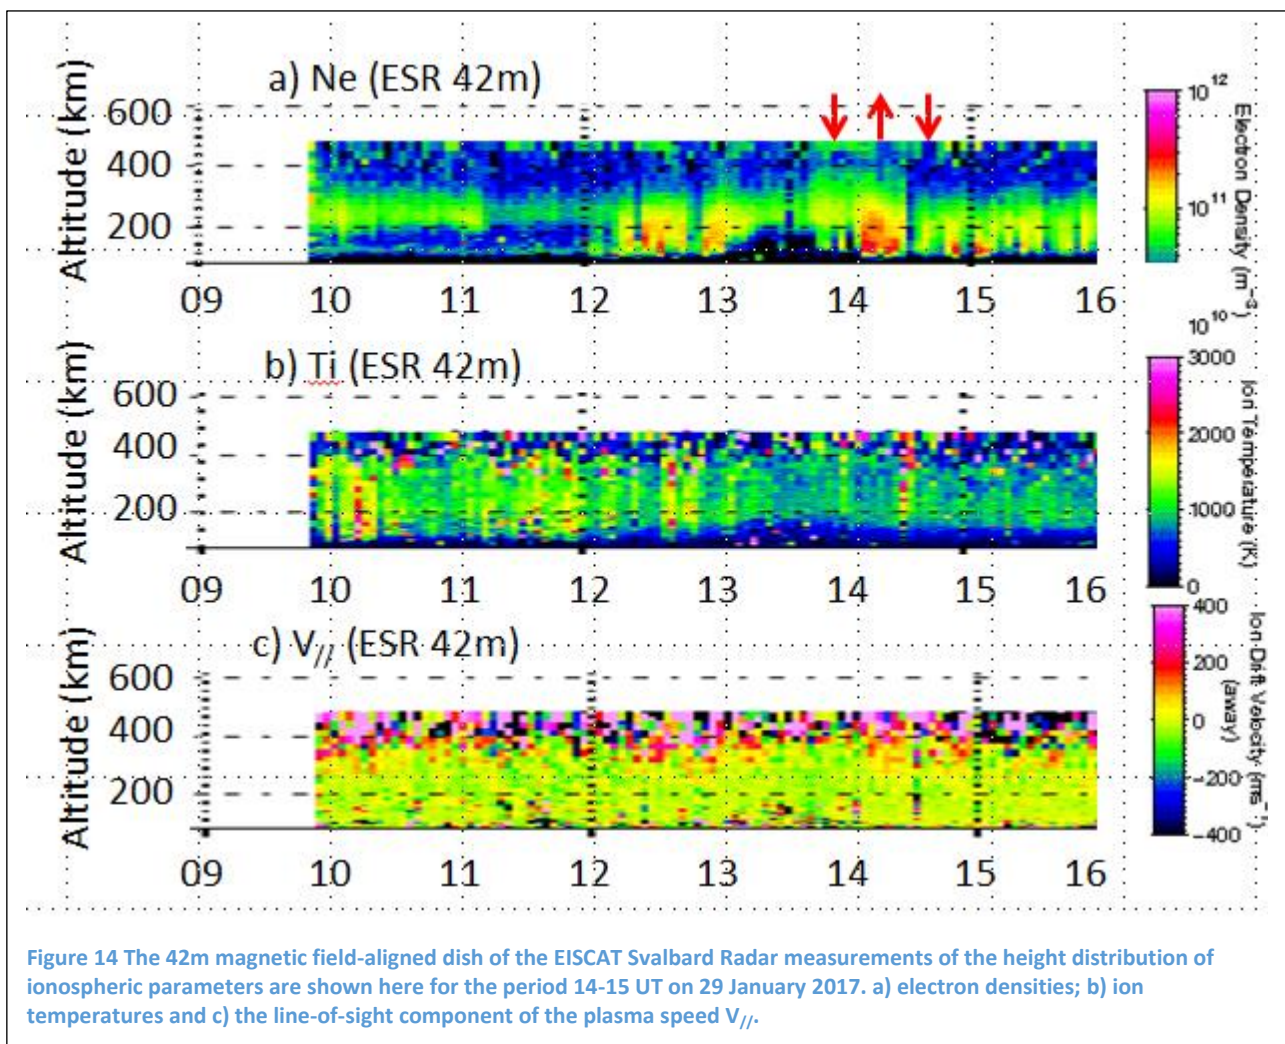 a) Ne (ESR 42m)
Altitude (km)
600
400
200
09 10 11 12 13 14 15 16
10¹²
10¹¹
10¹⁰
Electron Density (m⁻³)
b) Ti (ESR 42m)
Altitude (km)
600
400
200
09 10 11 12 13 14 15 16
3000
2000
1000
0
Ion Temperature (K)
c) V// (ESR 42m)
Altitude (km)
600
400
200
09 10 11 12 13 14 15 16
400
200
0
−200
−400
Ion Drift Velocity (ms⁻¹)
(away)
Figure 14 The 42m magnetic field-aligned dish of the EISCAT Svalbard Radar measurements of the height distribution of
ionospheric parameters are shown here for the period 14-15 UT on 29 January 2017. a) electron densities; b) ion
temperatures and c) the line-of-sight component of the plasma speed V//.